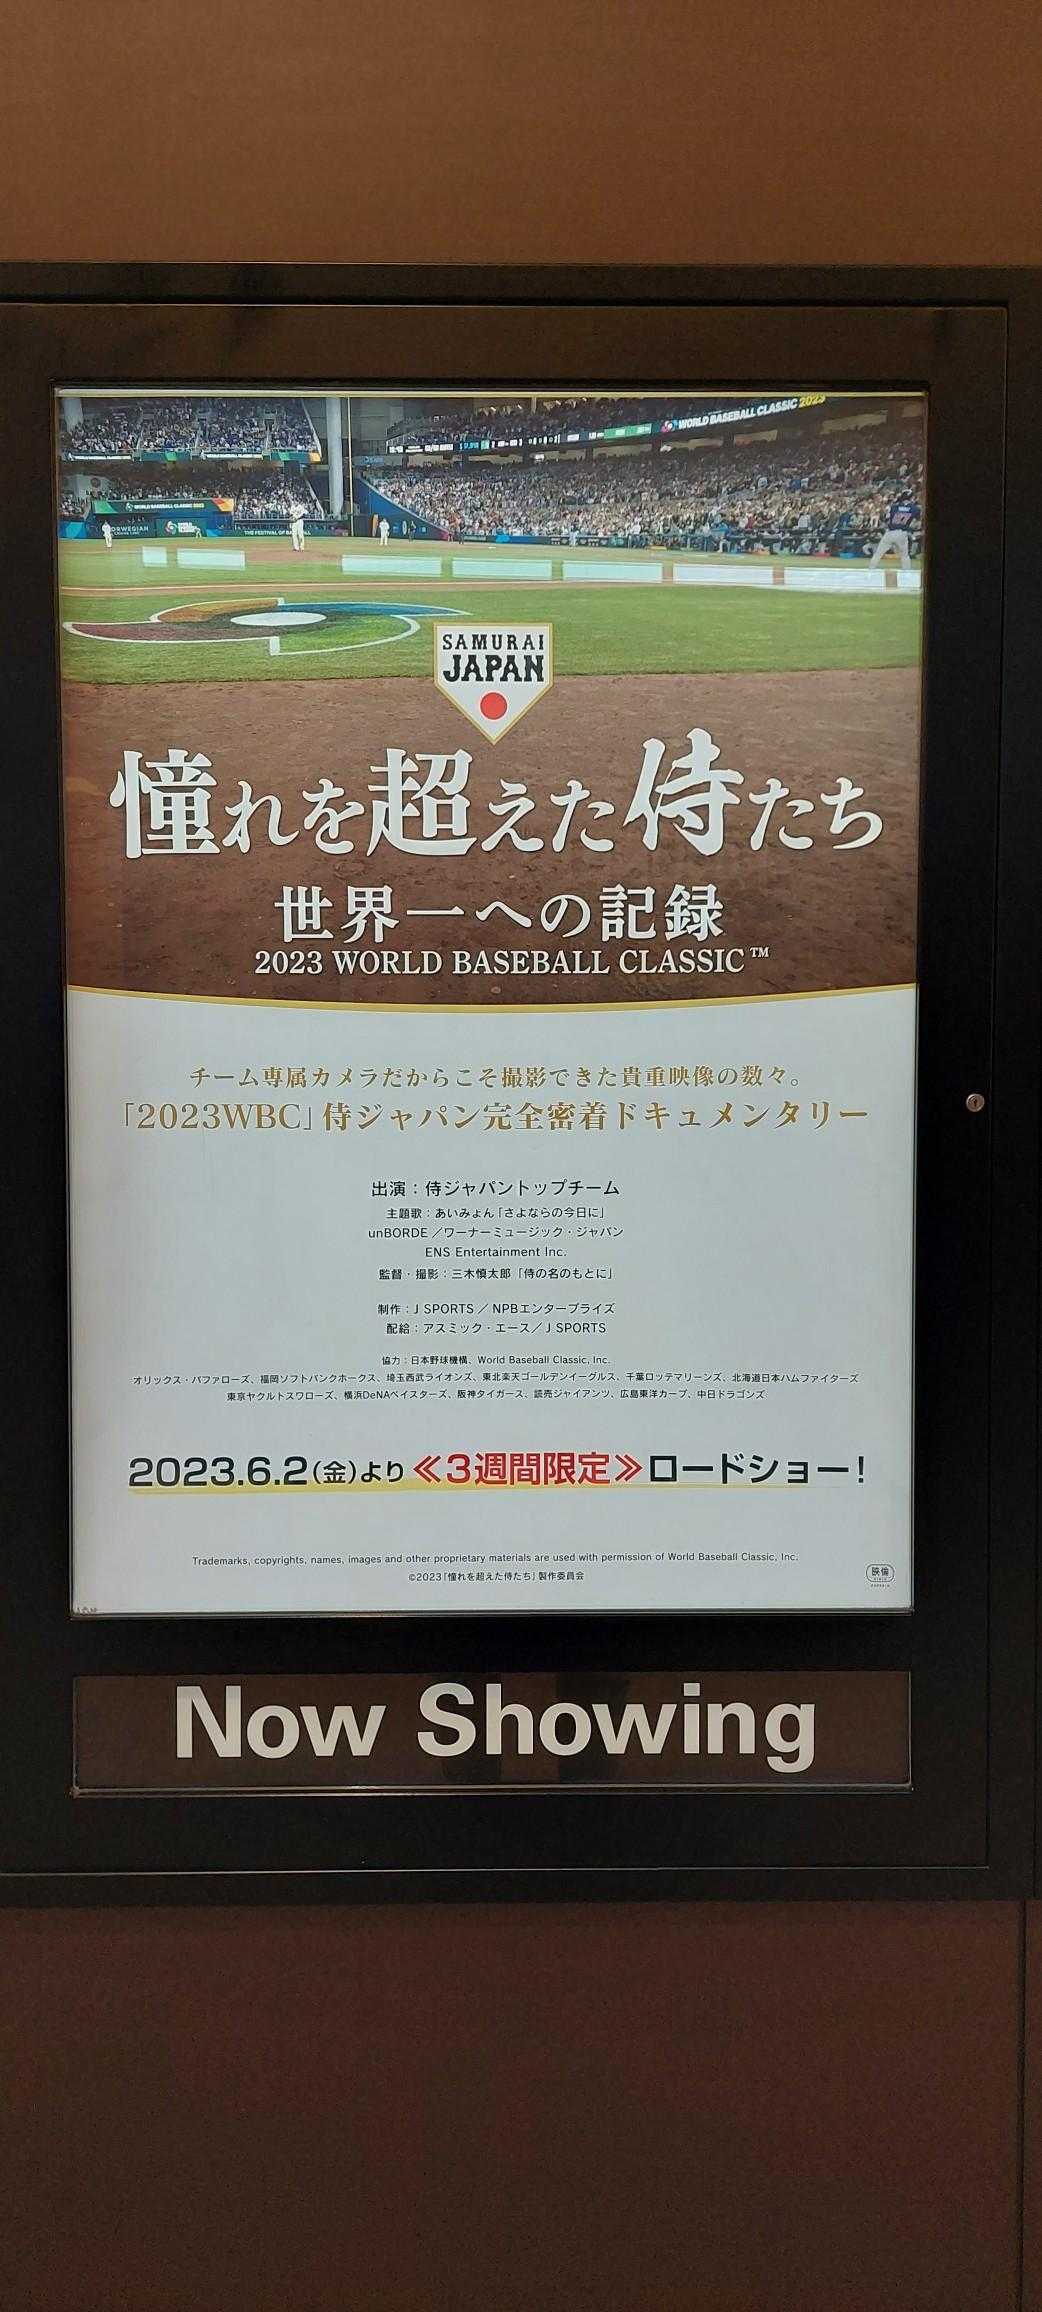 WORLD BASEBALL CLASSIC 2023
WORLD BASEBALL CLASSIC 2023
NORWEGIAN
THE FESTIVAL OF BASEBALL
SAMURAI
JAPAN
憧れを超えた侍たち
世界一への記録
2023 WORLD BASEBALL CLASSIC™
チーム専属カメラだからこそ撮影できた貴重映像の数々。
「2023WBC」侍ジャパン完全密着ドキュメンタリー
出演：侍ジャパントップチーム
主題歌：あいみょん「さよならの今日に」
unBORDE／ワーナーミュージック・ジャパン
ENS Entertainment Inc.
監督・撮影：三木慎太郎「侍の名のもとに」
制作：J SPORTS ／ NPBエンタープライズ
配給：アスミック・エース／J SPORTS
協力：日本野球機構、World Baseball Classic, Inc.
オリックス・バファローズ、福岡ソフトバンクホークス、埼玉西武ライオンズ、東北楽天ゴールデンイーグルス、千葉ロッテマリーンズ、北海道日本ハムファイターズ
東京ヤクルトスワローズ、横浜DeNAベイスターズ、阪神タイガース、読売ジャイアンツ、広島東洋カープ、中日ドラゴンズ
2023.6.2(金)より≪3週間限定≫ロードショー！
Trademarks, copyrights, names, images and other proprietary materials are used with permission of World Baseball Classic, Inc.
©2023「憧れを超えた侍たち」製作委員会
映倫
Now Showing